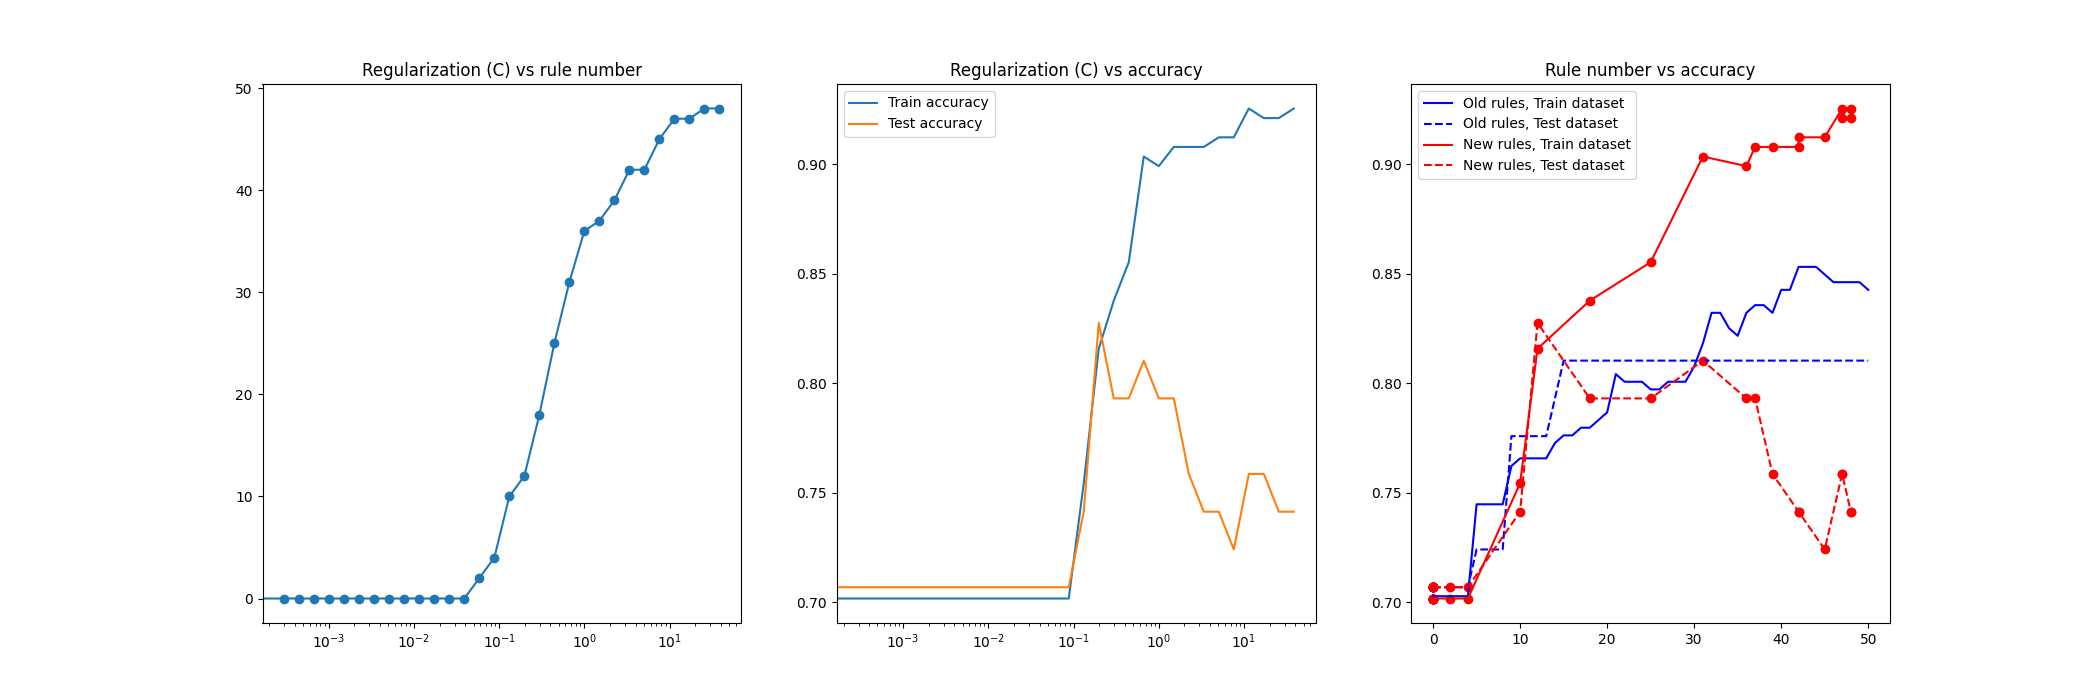 Regularization (C) vs rule number
50
40
30
20
10
0
10⁻³ 10⁻² 10⁻¹ 10⁰ 10¹
Regularization (C) vs accuracy
Train accuracy
Test accuracy
0.90
0.85
0.80
0.75
0.70
10⁻³ 10⁻² 10⁻¹ 10⁰ 10¹
Rule number vs accuracy
Old rules, Train dataset
Old rules, Test dataset
New rules, Train dataset
New rules, Test dataset
0.90
0.85
0.80
0.75
0.70
0 10 20 30 40 50